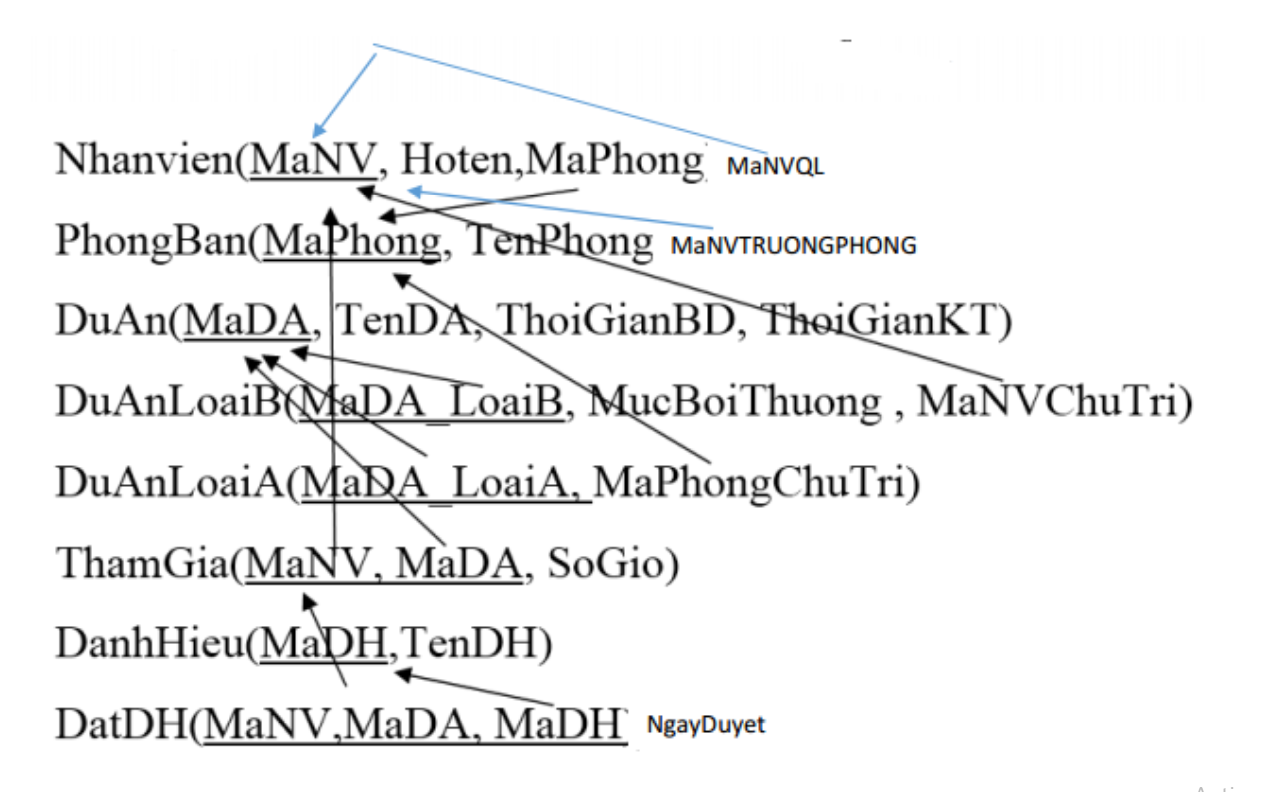 Nhanvien(MaNV, Hoten,MaPhong MaNVQL
PhongBan(MaPhong, TenPhong MaNVTRUONGPHONG
DuAn(MaDA, TenDA, ThoiGianBD, ThoiGianKT)
DuAnLoaiB(MaDA_LoaiB, MucBoiThuong , MaNVChuTri)
DuAnLoaiA(MaDA_LoaiA, MaPhongChuTri)
ThamGia(MaNV, MaDA, SoGio)
DanhHieu(MaDH,TenDH)
DatDH(MaNV,MaDA, MaDH NgayDuyet